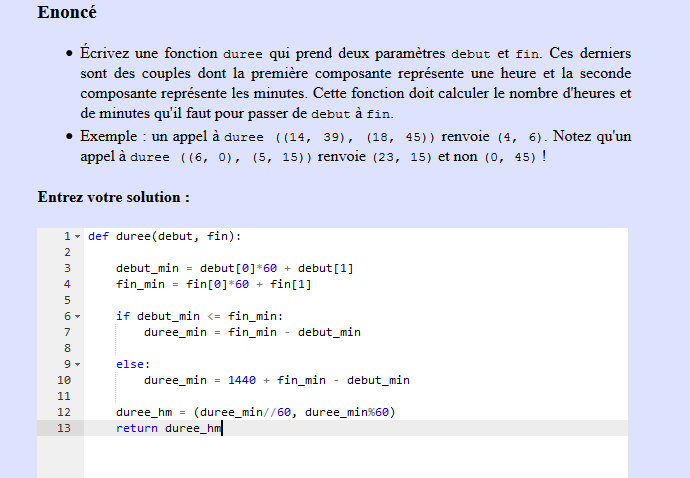 Enoncé
• Écrivez une fonction duree qui prend deux paramètres debut et fin. Ces derniers
sont des couples dont la première composante représente une heure et la seconde
composante représente les minutes. Cette fonction doit calculer le nombre d'heures et
de minutes qu'il faut pour passer de debut à fin.
• Exemple : un appel à duree ((14, 39), (18, 45)) renvoie (4, 6). Notez qu'un
appel à duree ((6, 0), (5, 15)) renvoie (23, 15) et non (0, 45) !
Entrez votre solution :
1 def duree(debut, fin):
2
3 debut_min = debut[0]*60 + debut[1]
4 fin_min = fin[0]*60 + fin[1]
5
6 if debut_min <= fin_min:
7 duree_min = fin_min - debut_min
8
9 else:
10 duree_min = 1440 + fin_min - debut_min
11
12 duree_hm = (duree_min//60, duree_min%60)
13 return duree_hm